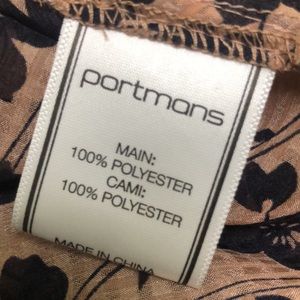 portmans
MAIN:
100% POLYESTER
CAMI:
100% POLYESTER
MADE IN CHINA